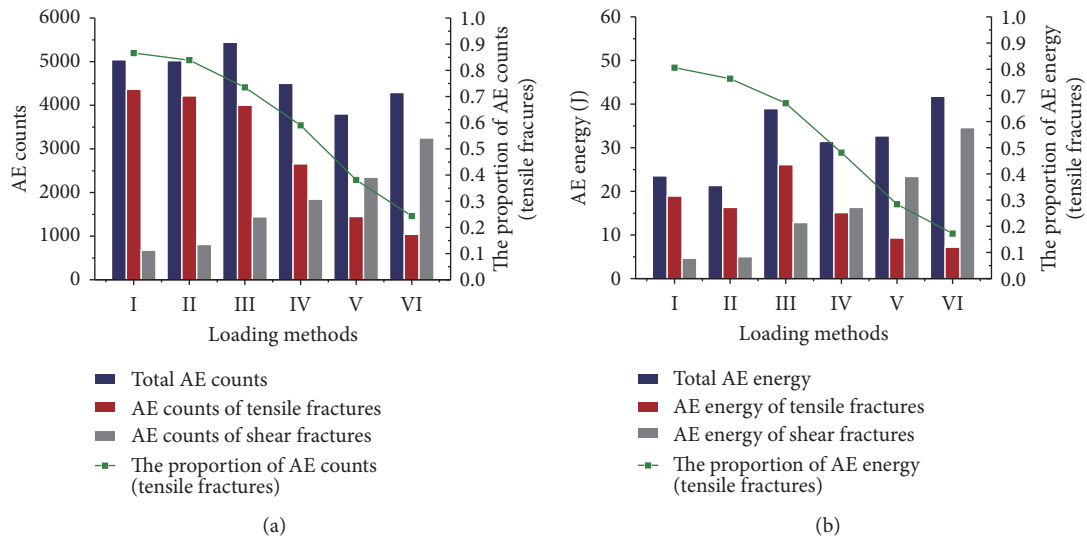 6000
5000
4000
3000
2000
1000
0
AE counts
1.0
0.9
0.8
0.7
0.6
0.5
0.4
0.3
0.2
0.1
0.0
The proportion of AE counts
(tensile fracures)
I II III IV V VI
Loading methods
Total AE counts
AE counts of tensile fractures
AE counts of shear fractures
The proportion of AE counts
(tensile fractures)
(a)
60
50
40
30
20
10
0
AE energy (J)
1.0
0.9
0.8
0.7
0.6
0.5
0.4
0.3
0.2
0.1
0.0
The proportion of AE energy
(tensile fractures)
I II III IV V VI
Loading methods
Total AE energy
AE energy of tensile fractures
AE energy of shear fractures
The proportion of AE energy
(tensile fractures)
(b)